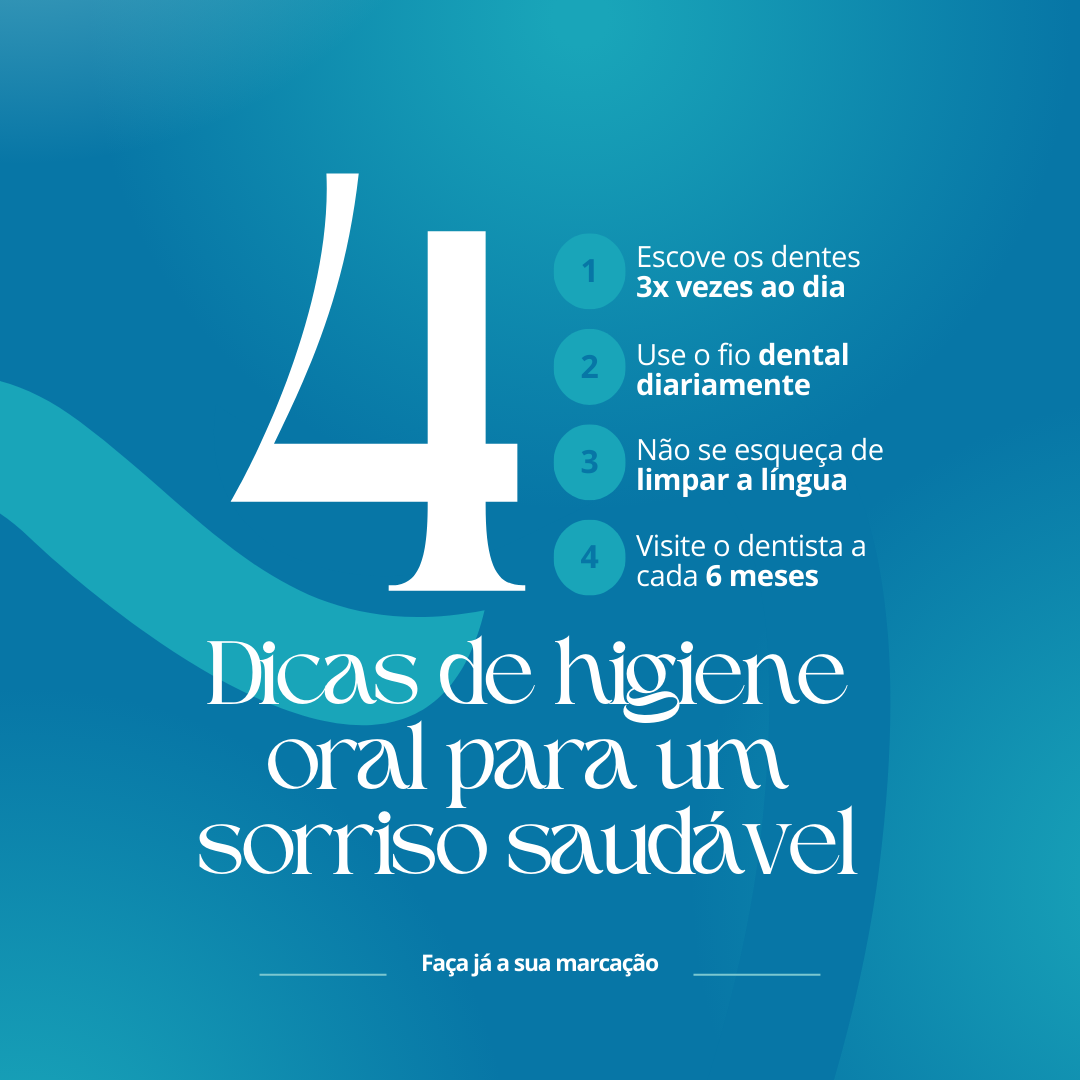 4
1
Escove os dentes
3x vezes ao dia
2
Use o fio dental
diariamente
3
Não se esqueça de
limpar a língua
4
Visite o dentista a
cada 6 meses
Dicas de higiene
oral para um
sorriso saudável
Faça já a sua marcação